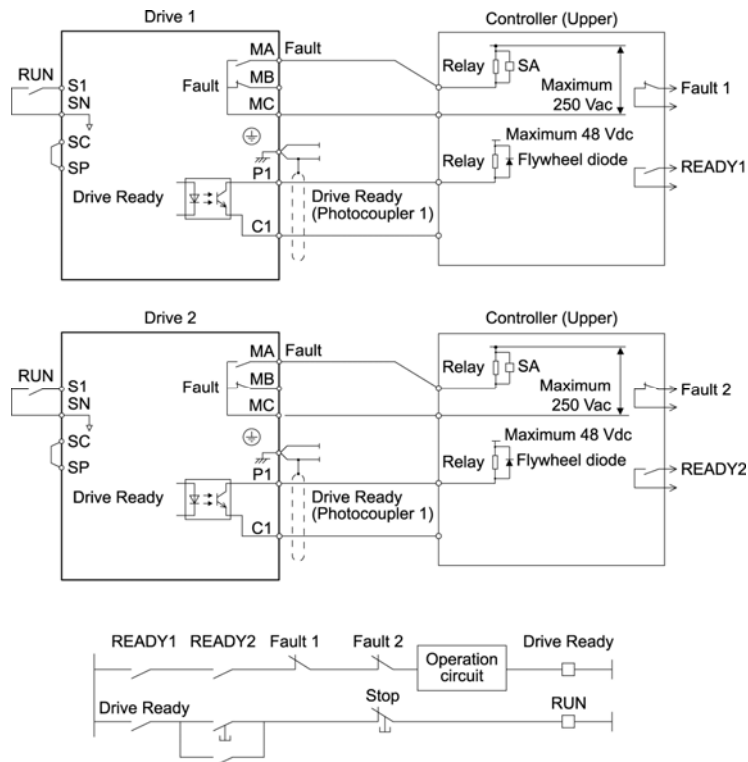 Drive 1
Controller (Upper)
RUN
S1
SN
SC
SP
Fault
MA
MB
MC
Fault
Relay
SA
Maximum
250 Vac
Fault 1
Drive Ready
P1
C1
Drive Ready
(Photocoupler 1)
Maximum 48 Vdc
Relay
Flywheel diode
READY1
Drive 2
Controller (Upper)
RUN
S1
SN
SC
SP
Fault
MA
MB
MC
Fault
Relay
SA
Maximum
250 Vac
Fault 2
Drive Ready
P1
C1
Drive Ready
(Photocoupler 1)
Maximum 48 Vdc
Relay
Flywheel diode
READY2
READY1
READY2
Fault 1
Fault 2
Operation
circuit
Drive Ready
Drive Ready
Stop
RUN